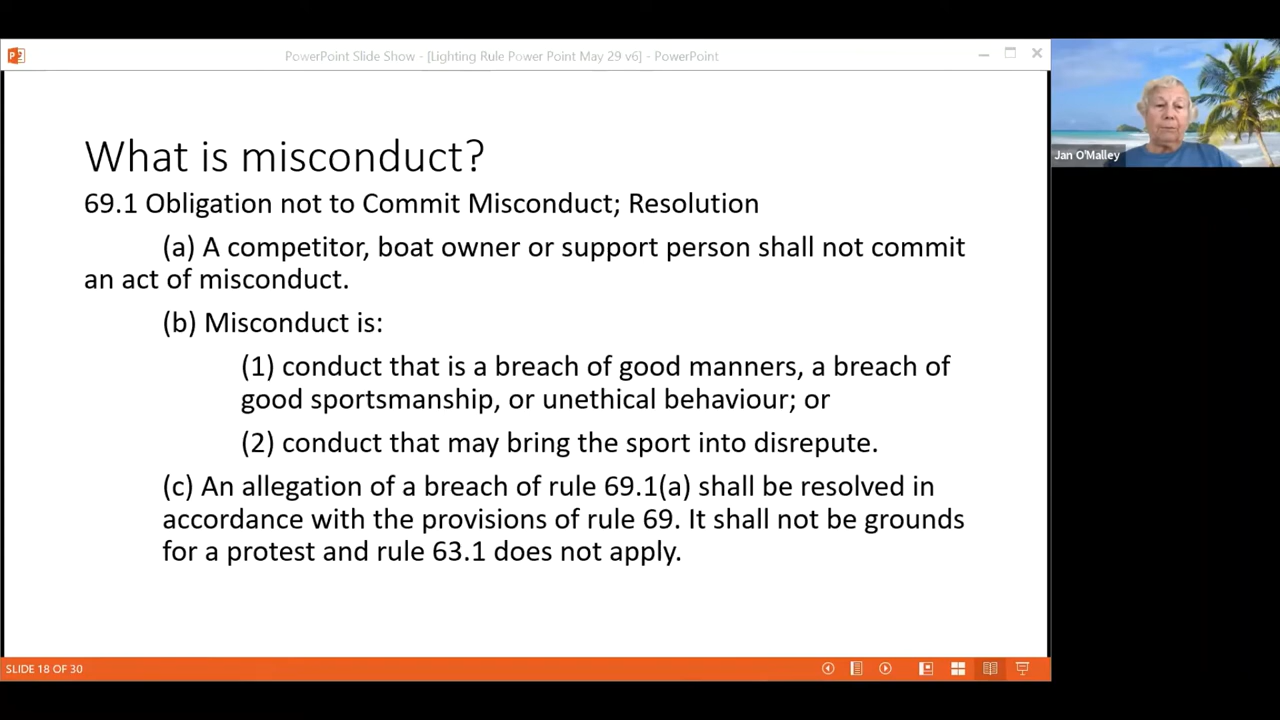 PowerPoint Slide Show - [Lighting Rule Power Point May 29 v6] - PowerPoint
Jan O'Malley
What is misconduct?
69.1 Obligation not to Commit Misconduct; Resolution
(a) A competitor, boat owner or support person shall not commit
an act of misconduct.
(b) Misconduct is:
(1) conduct that is a breach of good manners, a breach of
good sportsmanship, or unethical behaviour; or
(2) conduct that may bring the sport into disrepute.
(c) An allegation of a breach of rule 69.1(a) shall be resolved in
accordance with the provisions of rule 69. It shall not be grounds
for a protest and rule 63.1 does not apply.
SLIDE 18 OF 30